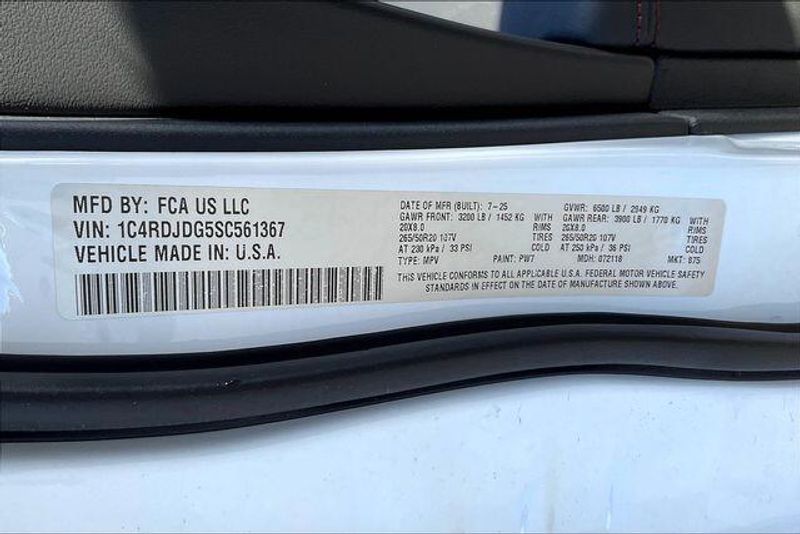 MFD BY: FCA US LLC
VIN: 1C4RDJDG5SC561367
VEHICLE MADE IN: U.S.A.
DATE OF MFR (BUILT): 7-25 GVWR: 6500 LB / 2949 KG
GAWR FRONT: 3200 LB / 1452 KG GAWR REAR: 3900 LB / 1770 KG
20X8.0 RIMS 20X8.0 RIMS
265/50R20 107V TIRES 265/50R20 107V TIRES
AT 230 kPa / 33 PSI COLD AT 250 kPa / 36 PSI COLD
TYPE: MPV PAINT: PW7 MDH: 072118 MKT: 875
THIS VEHICLE CONFORMS TO ALL APPLICABLE U.S.A. FEDERAL MOTOR VEHICLE SAFETY
STANDARDS IN EFFECT ON THE DATE OF MANUFACTURE SHOWN ABOVE.